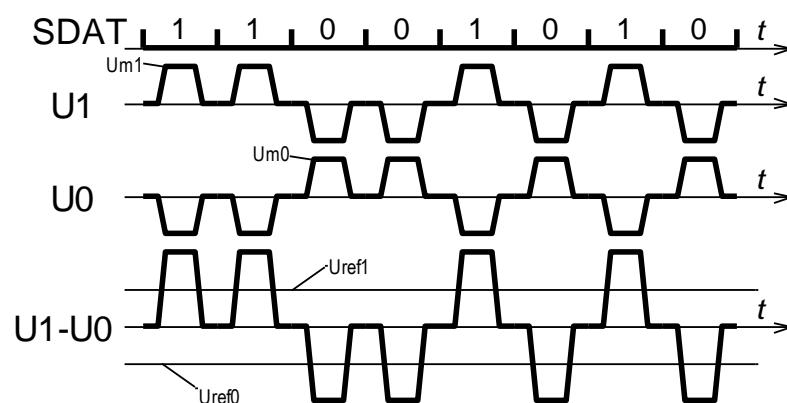 SDAT 1 1 0 0 1 0 1 0 t
Um1
U1 t
Um0
U0 t
Uref1
U1-U0 t
Uref0